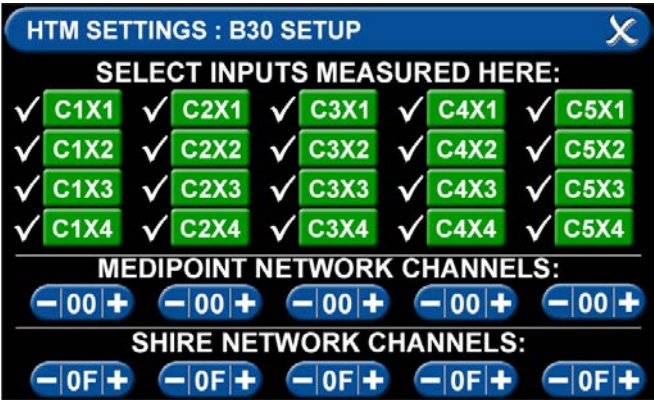 HTM SETTINGS : B30 SETUP X
SELECT INPUTS MEASURED HERE:
✓ C1X1 ✓ C2X1 ✓ C3X1 ✓ C4X1 ✓ C5X1
✓ C1X2 ✓ C2X2 ✓ C3X2 ✓ C4X2 ✓ C5X2
✓ C1X3 ✓ C2X3 ✓ C3X3 ✓ C4X3 ✓ C5X3
✓ C1X4 ✓ C2X4 ✓ C3X4 ✓ C4X4 ✓ C5X4
MEDIPOINT NETWORK CHANNELS:
− 00 + − 00 + − 00 + − 00 + − 00 +
SHIRE NETWORK CHANNELS:
− 0F + − 0F + − 0F + − 0F + − 0F +